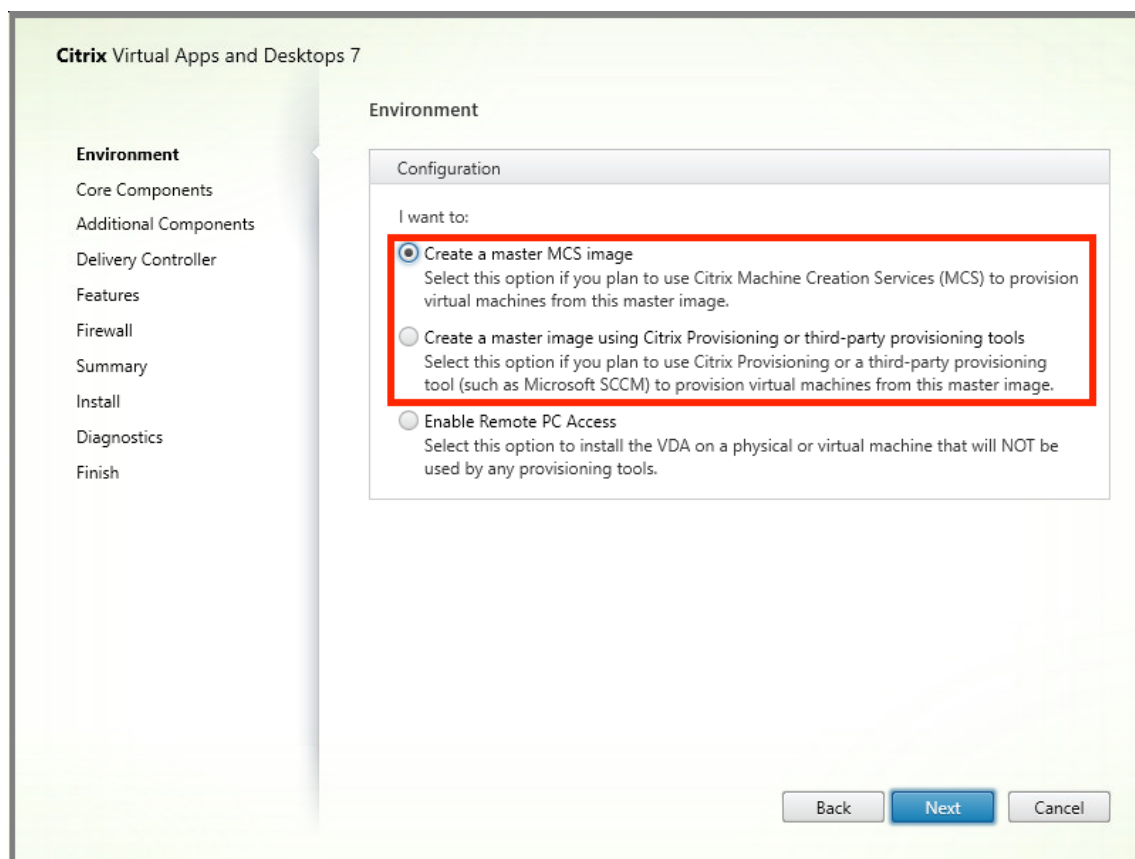 Citrix Virtual Apps and Desktops 7
Environment
Core Components
Additional Components
Delivery Controller
Features
Firewall
Summary
Install
Diagnostics
Finish
Environment
Configuration
I want to:
Create a master MCS image
Select this option if you plan to use Citrix Machine Creation Services (MCS) to provision
virtual machines from this master image.
Create a master image using Citrix Provisioning or third-party provisioning tools
Select this option if you plan to use Citrix Provisioning or a third-party provisioning
tool (such as Microsoft SCCM) to provision virtual machines from this master image.
Enable Remote PC Access
Select this option to install the VDA on a physical or virtual machine that will NOT be
used by any provisioning tools.
Back
Next
Cancel